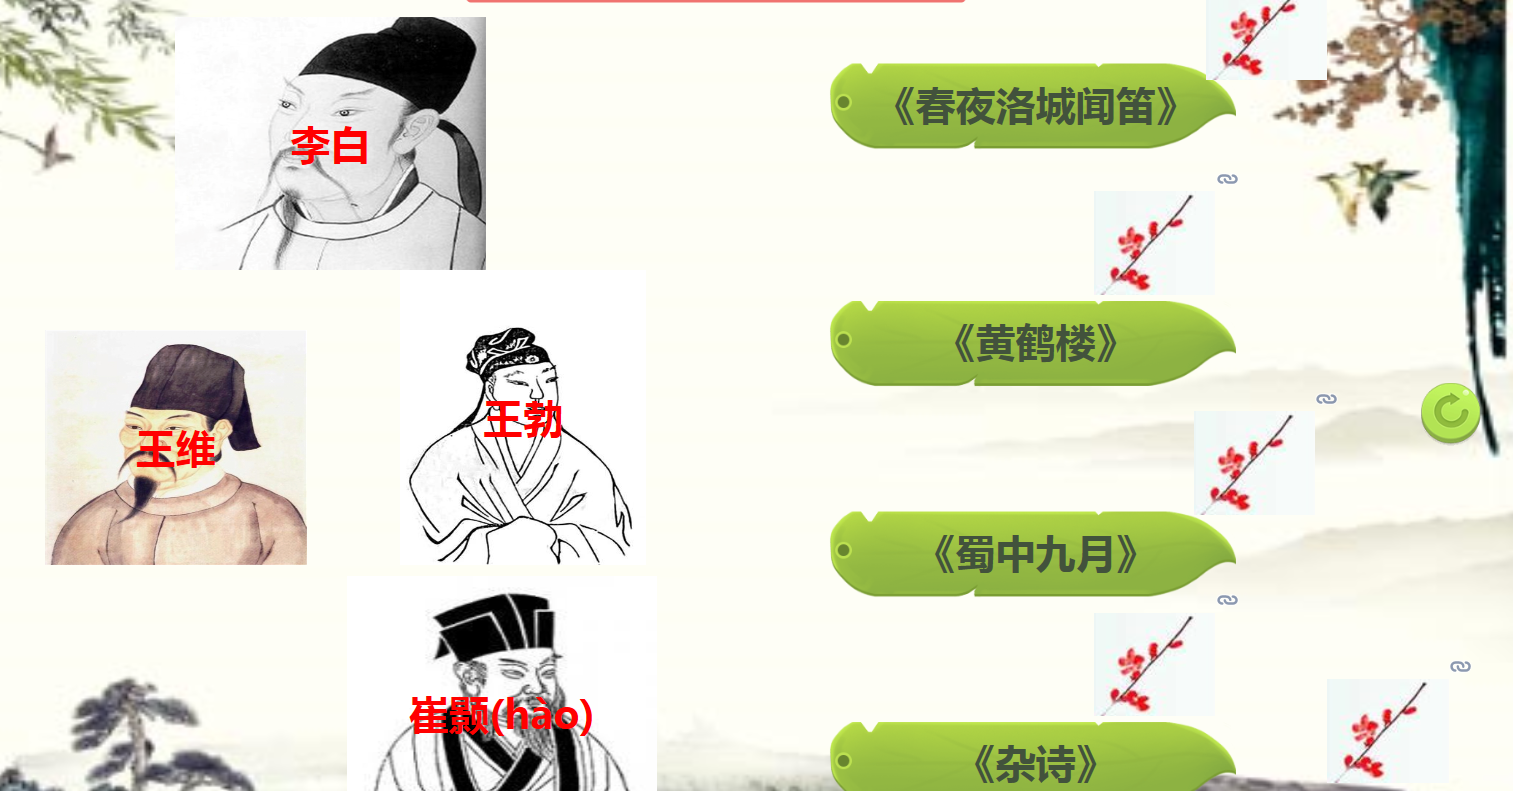 李白
王维
王勃
崔颢(hào)
《春夜洛城闻笛》
《黄鹤楼》
《蜀中九月》
《杂诗》